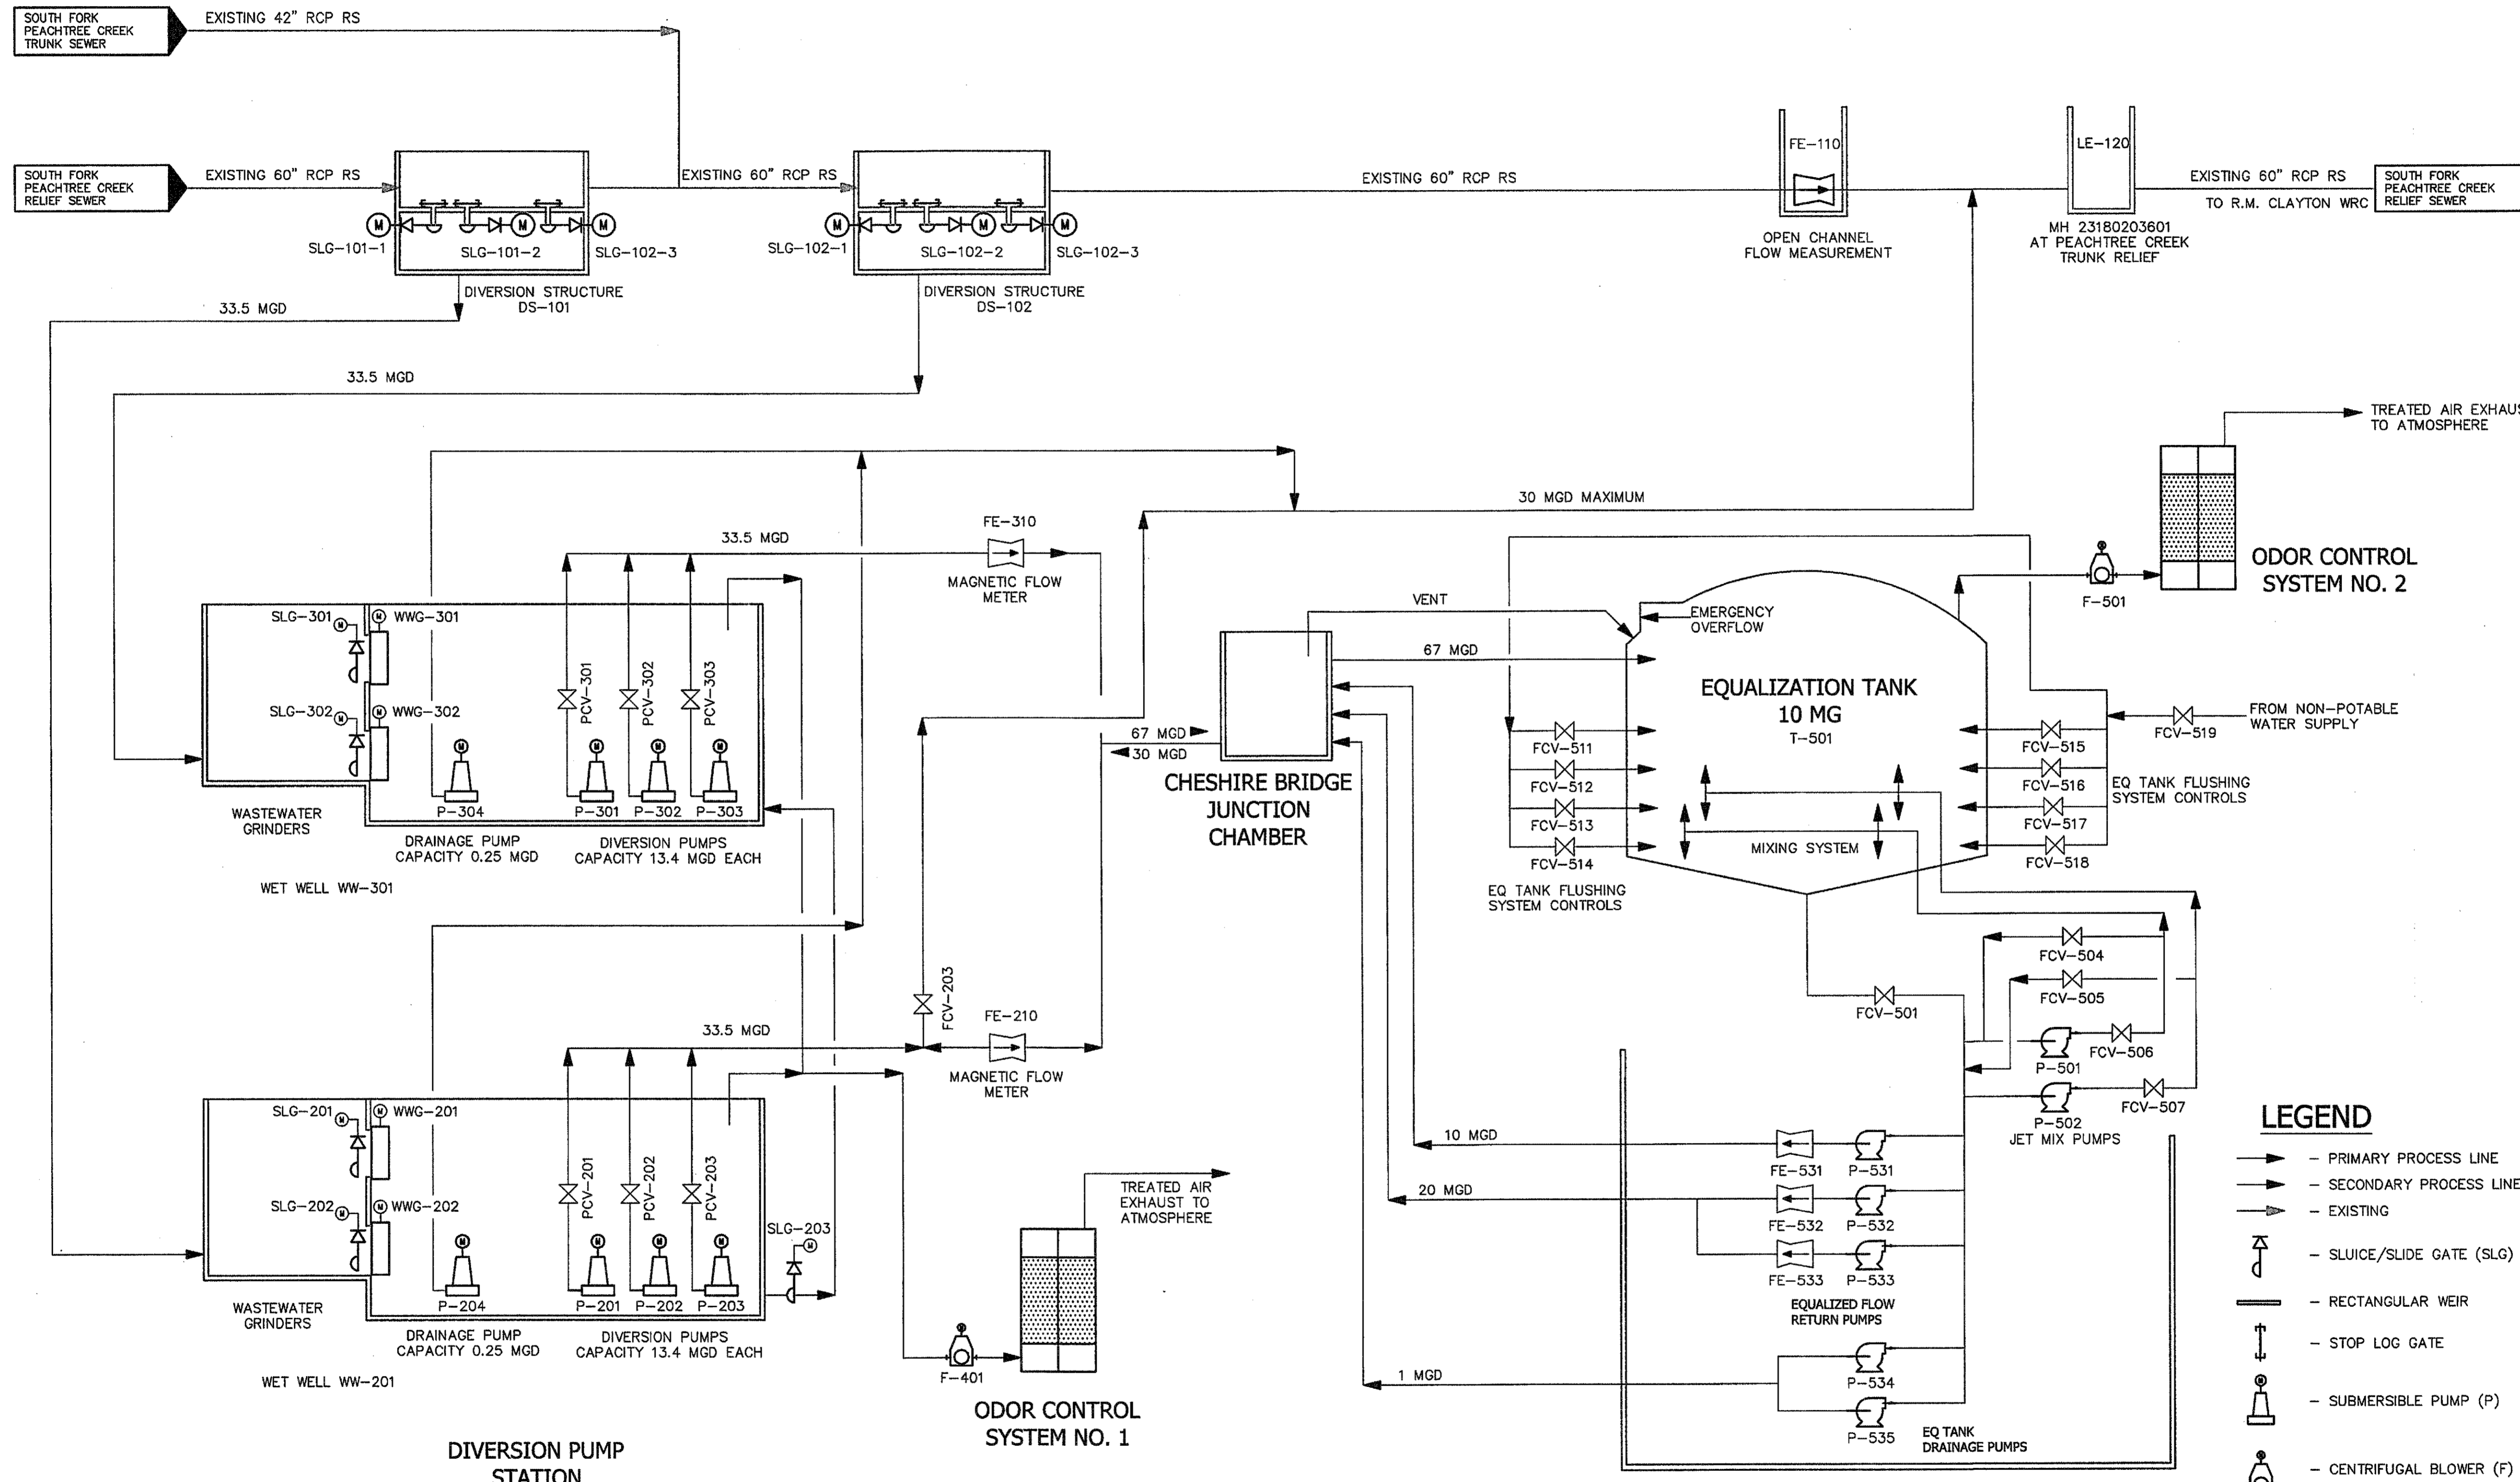 SOUTH FORK
PEACHTREE CREEK
TRUNK SEWER
EXISTING 42" RCP RS
SOUTH FORK
PEACHTREE CREEK
RELIEF SEWER
EXISTING 60" RCP RS
EXISTING 60" RCP RS
EXISTING 60" RCP RS
FE-110
LE-120
EXISTING 60" RCP RS
TO R.M. CLAYTON WRC
SOUTH FORK
PEACHTREE CREEK
RELIEF SEWER
M
M
M
SLG-101-1
SLG-101-2
SLG-102-3
M
M
M
SLG-102-1
SLG-102-2
SLG-102-3
OPEN CHANNEL
FLOW MEASUREMENT
MH 23180203601
AT PEACHTREE CREEK
TRUNK RELIEF
DIVERSION STRUCTURE
DS-101
DIVERSION STRUCTURE
DS-102
33.5 MGD
33.5 MGD
TREATED AIR EXHAUS
TO ATMOSPHERE
30 MGD MAXIMUM
FE-310
33.5 MGD
MAGNETIC FLOW
METER
ODOR CONTROL
SYSTEM NO. 2
F-501
VENT
EMERGENCY
OVERFLOW
SLG-301
M
M
WWG-301
67 MGD
PCV-301
PCV-302
PCV-303
EQUALIZATION TANK
10 MG
T-501
SLG-302
M
M
WWG-302
67 MGD
30 MGD
FROM NON-POTABLE
WATER SUPPLY
FCV-519
FCV-511
FCV-512
FCV-513
FCV-514
FCV-515
FCV-516
FCV-517
FCV-518
EQ TANK FLUSHING
SYSTEM CONTROLS
MIXING SYSTEM
CHESHIRE BRIDGE
JUNCTION
CHAMBER
M
M
M
M
P-304
P-301
P-302
P-303
WASTEWATER
GRINDERS
DRAINAGE PUMP
CAPACITY 0.25 MGD
DIVERSION PUMPS
CAPACITY 13.4 MGD EACH
WET WELL WW-301
EQ TANK FLUSHING
SYSTEM CONTROLS
FCV-504
FCV-505
FCV-501
FCV-506
P-501
FCV-507
P-502
JET MIX PUMPS
FCV-203
FE-210
33.5 MGD
MAGNETIC FLOW
METER
SLG-201
M
M
WWG-201
PCV-201
PCV-202
PCV-203
SLG-202
M
M
WWG-202
SLG-203
M
M
M
M
M
P-204
P-201
P-202
P-203
WASTEWATER
GRINDERS
DRAINAGE PUMP
CAPACITY 0.25 MGD
DIVERSION PUMPS
CAPACITY 13.4 MGD EACH
WET WELL WW-201
DIVERSION PUMP
STATION
TREATED AIR
EXHAUST TO
ATMOSPHERE
F-401
ODOR CONTROL
SYSTEM NO. 1
10 MGD
FE-531
P-531
20 MGD
FE-532
P-532
FE-533
P-533
EQUALIZED FLOW
RETURN PUMPS
1 MGD
P-534
P-535
EQ TANK
DRAINAGE PUMPS
LEGEND
- PRIMARY PROCESS LINE
- SECONDARY PROCESS LINE
- EXISTING
- SLUICE/SLIDE GATE (SLG)
- RECTANGULAR WEIR
- STOP LOG GATE
M
- SUBMERSIBLE PUMP (P)
- CENTRIFUGAL BLOWER (F)